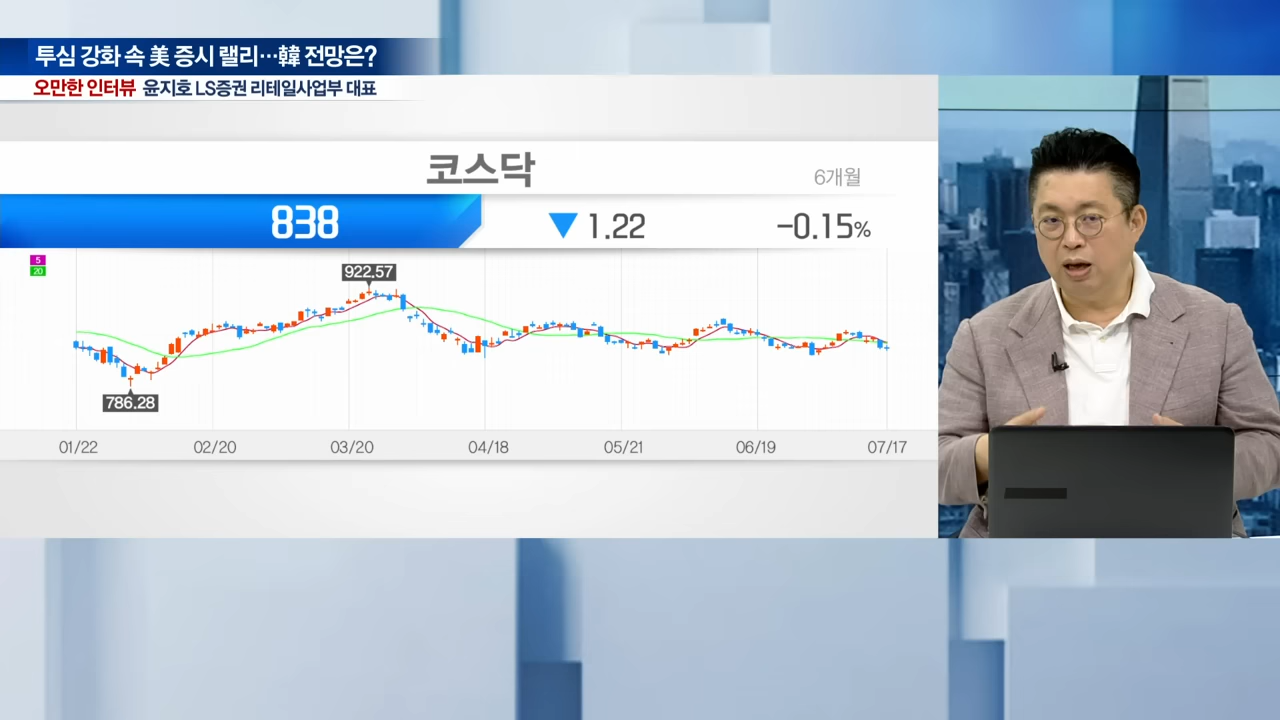 투심 강화 속 美 증시 랠리…韓 전망은?
오만한 인터뷰 윤지호 LS증권 리테일사업부 대표
코스닥
6개월
838 ▼ 1.22 -0.15%
5
20
922.57
786.28
01/22 02/20 03/20 04/18 05/21 06/19 07/17